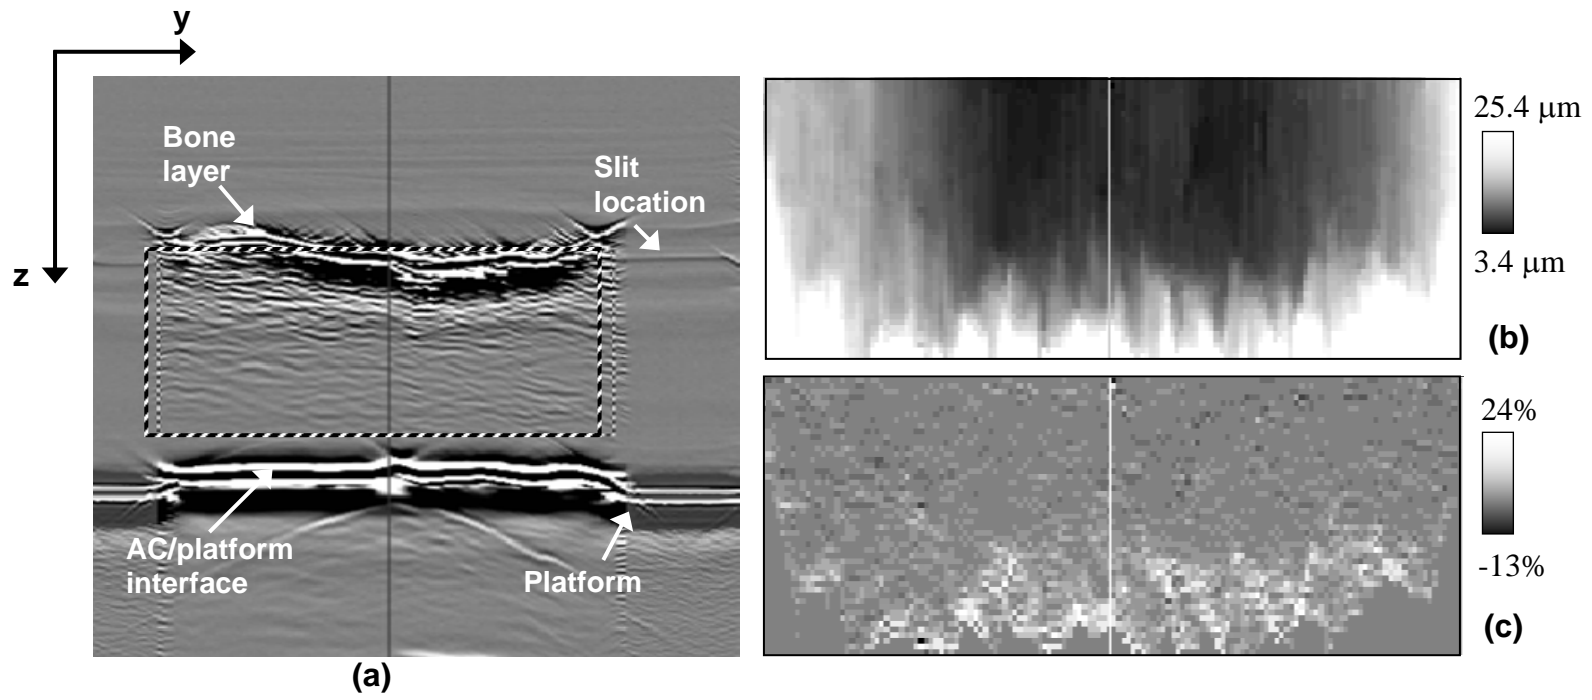 y
z
Bone
layer
Slit
location
AC/platform
interface
Platform
(a)
25.4 μm
3.4 μm
(b)
24%
-13%
(c)